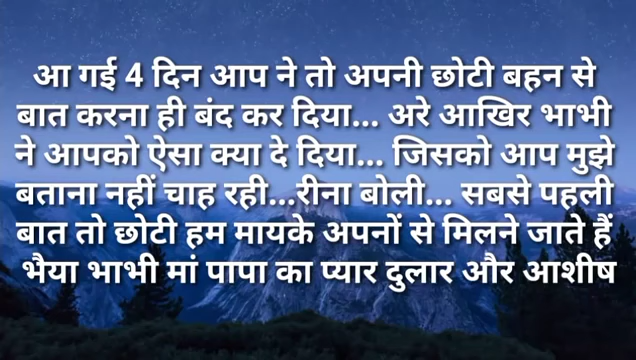 आ गई 4 दिन आप ने तो अपनी छोटी बहन से
बात करना ही बंद कर दिया... अरे आखिर भाभी
ने आपको ऐसा क्या दे दिया... जिसको आप मुझे
बताना नहीं चाह रही...रीना बोली... सबसे पहली
बात तो छोटी हम मायके अपनों से मिलने जाते हैं
भैया भाभी मां पापा का प्यार दुलार और आशीष